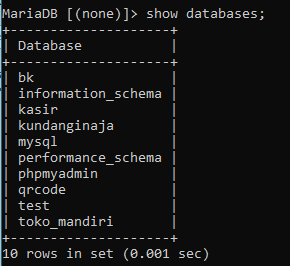 MariaDB [(none)]> show databases;
+--------------------+
| Database           |
+--------------------+
| bk                 |
| information_schema |
| kasir              |
| kundanginaja       |
| mysql              |
| performance_schema |
| phpmyadmin         |
| qrcode             |
| test               |
| toko_mandiri       |
+--------------------+
10 rows in set (0.001 sec)